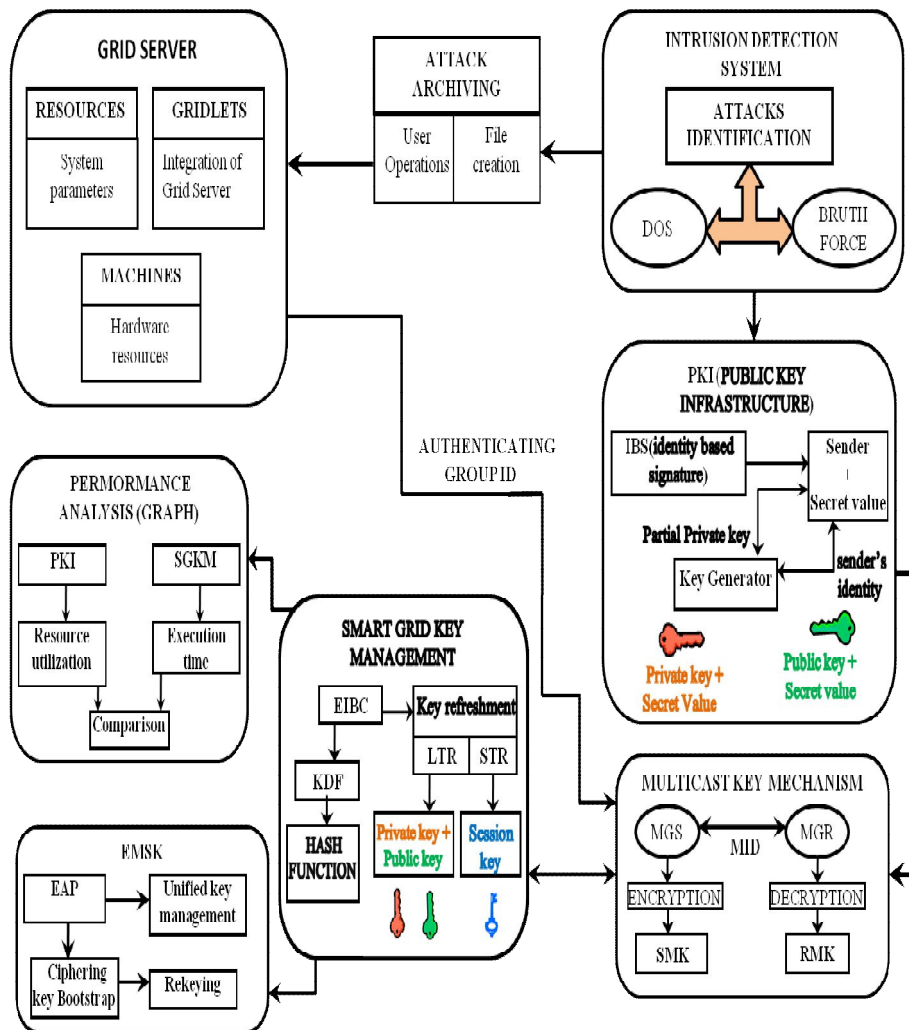 GRID SERVER
RESOURCES
System
parameters
GRIDLETS
Integration of
Grid Server
MACHINES
Hardware
resources
ATTACK
ARCHIVING
User
Operations
File
creation
INTRUSION DETECTION
SYSTEM
ATTACKS
IDENTIFICATION
DOS
BRUTH
FORCE
PKI (PUBLIC KEY
INFRASTRUCTURE)
IBS(identity based
signature)
Sender
+
Secret value
Partial Private key
Key Generator
sender's
identity
Private key +
Secret Value
Public key +
Secret value
AUTHENTICATING
GROUP ID
PERMORMANCE
ANALYSIS (GRAPH)
PKI
SGKM
Resource
utilization
Execution
time
Comparison
SMART GRID KEY
MANAGEMENT
EIBC
Key refreshment
LTR
STR
KDF
HASH
FUNCTION
Private key +
Public key
Session
key
MULTICAST KEY MECHANISM
MGS
MID
MGR
ENCRYPTION
DECRYPTION
SMK
RMK
EMSK
EAP
Unified key
management
Ciphering
key Bootstrap
Rekeying